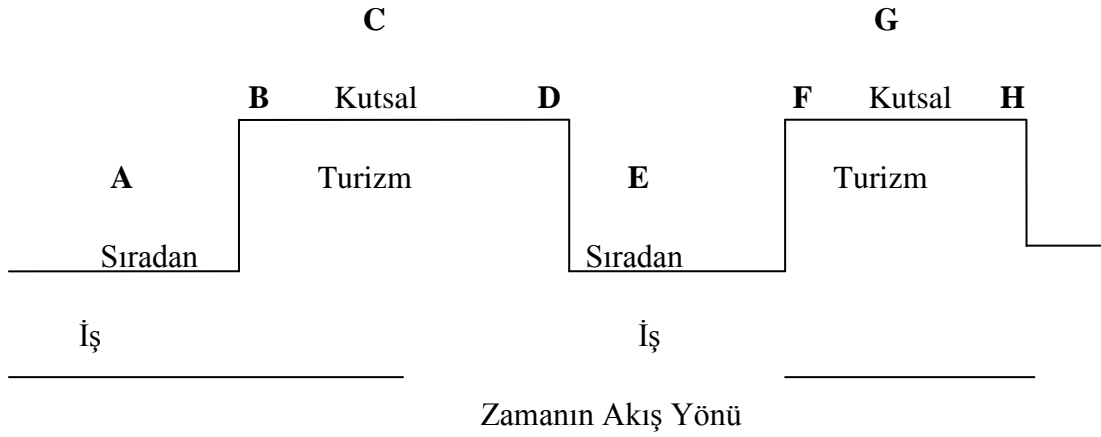 C G
B Kutsal D F Kutsal H
A Turizm E Turizm
Sıradan Sıradan
İş İş
Zamanın Akış Yönü